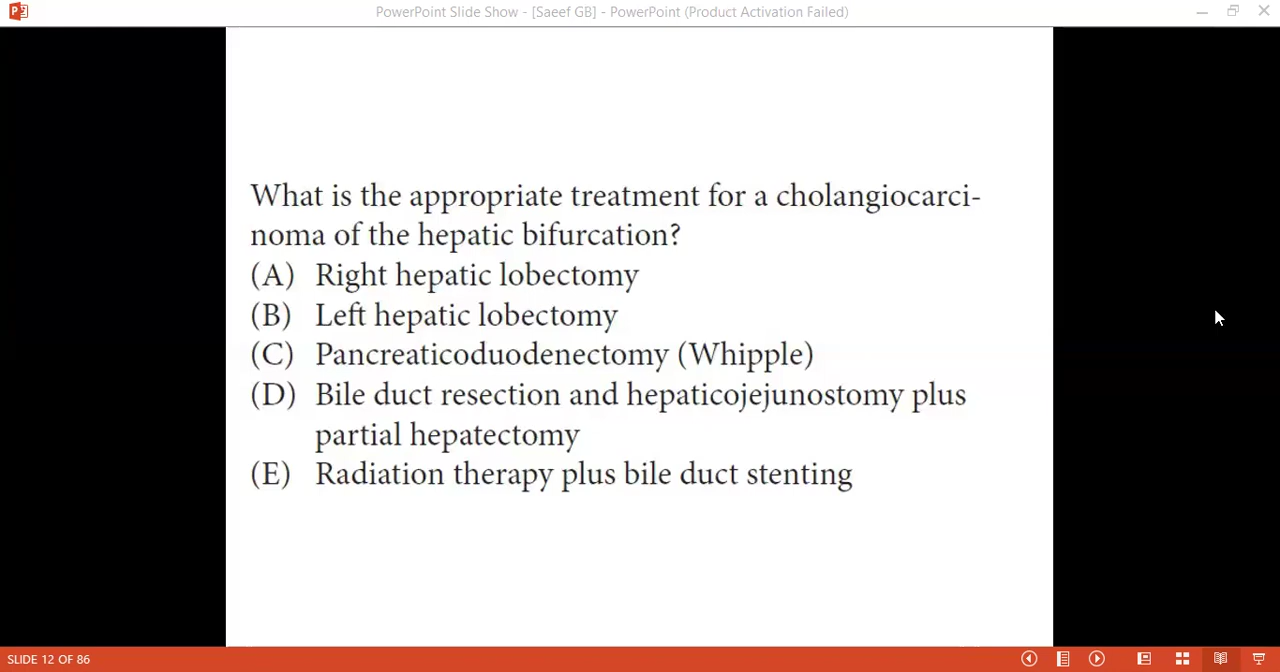 PowerPoint Slide Show - [Saeef GB] - PowerPoint (Product Activation Failed)
What is the appropriate treatment for a cholangiocarci-
noma of the hepatic bifurcation?
(A) Right hepatic lobectomy
(B) Left hepatic lobectomy
(C) Pancreaticoduodenectomy (Whipple)
(D) Bile duct resection and hepaticojejunostomy plus
partial hepatectomy
(E) Radiation therapy plus bile duct stenting
SLIDE 12 OF 86